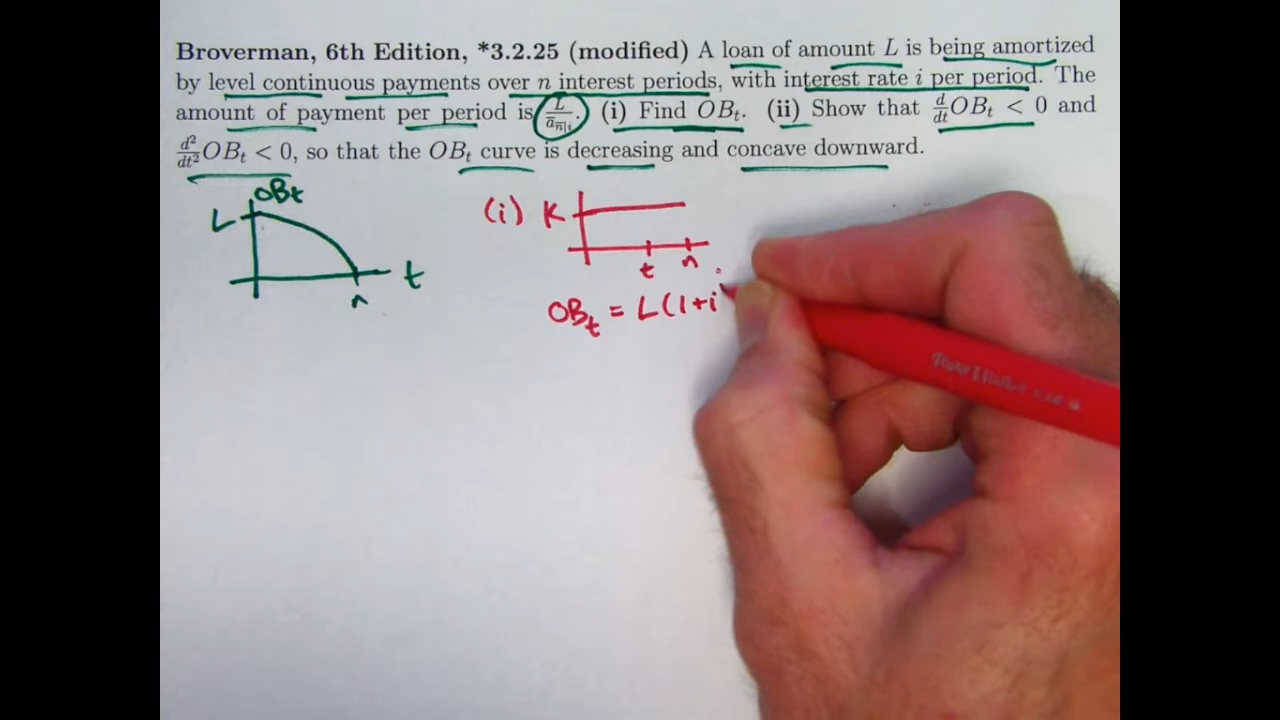 Broverman, 6th Edition, *3.2.25 (modified) A loan of amount L is being amortized
by level continuous payments over n interest periods, with interest rate i per period. The
amount of payment per period is L/ā_n̅|i. (i) Find OB_t. (ii) Show that d/dt OB_t < 0 and
d²/dt² OB_t < 0, so that the OB_t curve is decreasing and concave downward.
OB_t
L
t
n
(i) K
t n
OB_t = L(1+i